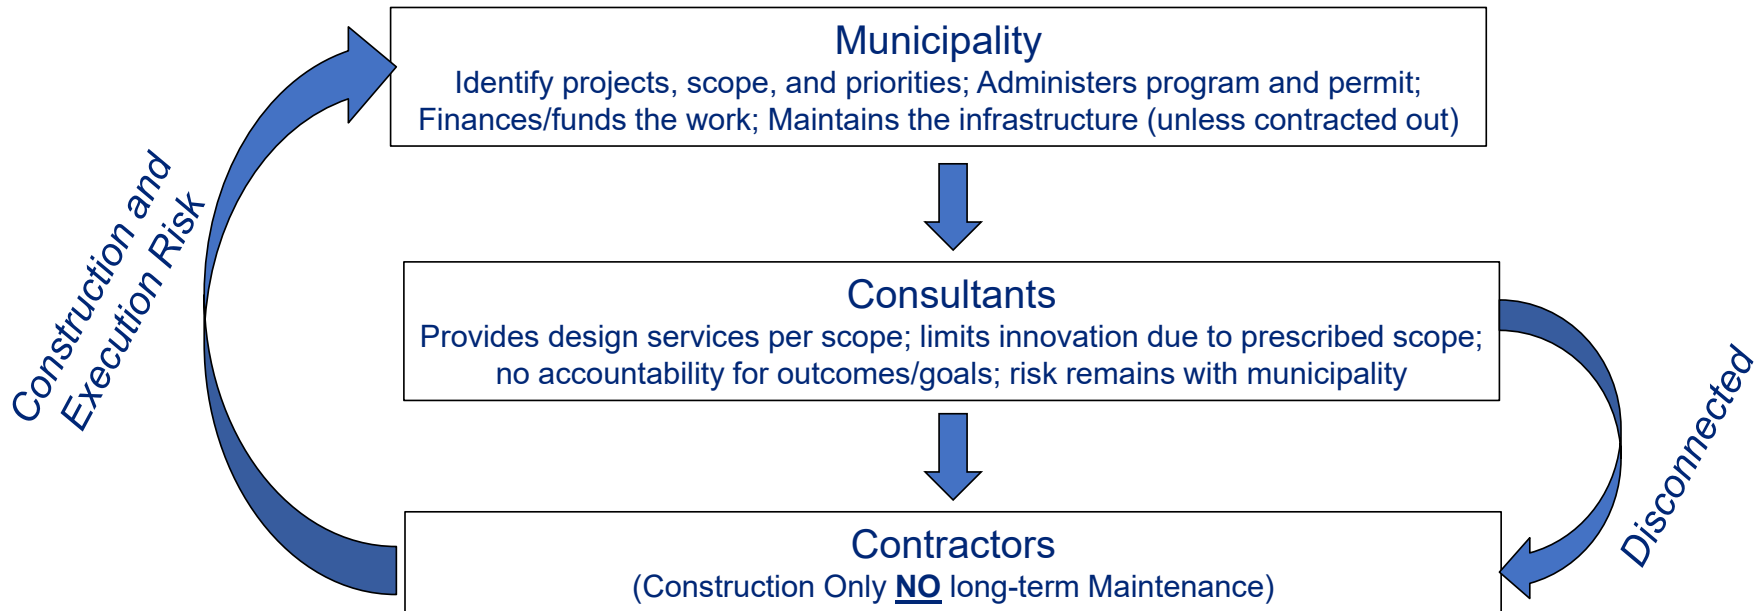 Municipality
Identify projects, scope, and priorities; Administers program and permit;
Finances/funds the work; Maintains the infrastructure (unless contracted out)
Construction and
Execution Risk
Consultants
Provides design services per scope; limits innovation due to prescribed scope;
no accountability for outcomes/goals; risk remains with municipality
Disconnected
Contractors
(Construction Only NO long-term Maintenance)